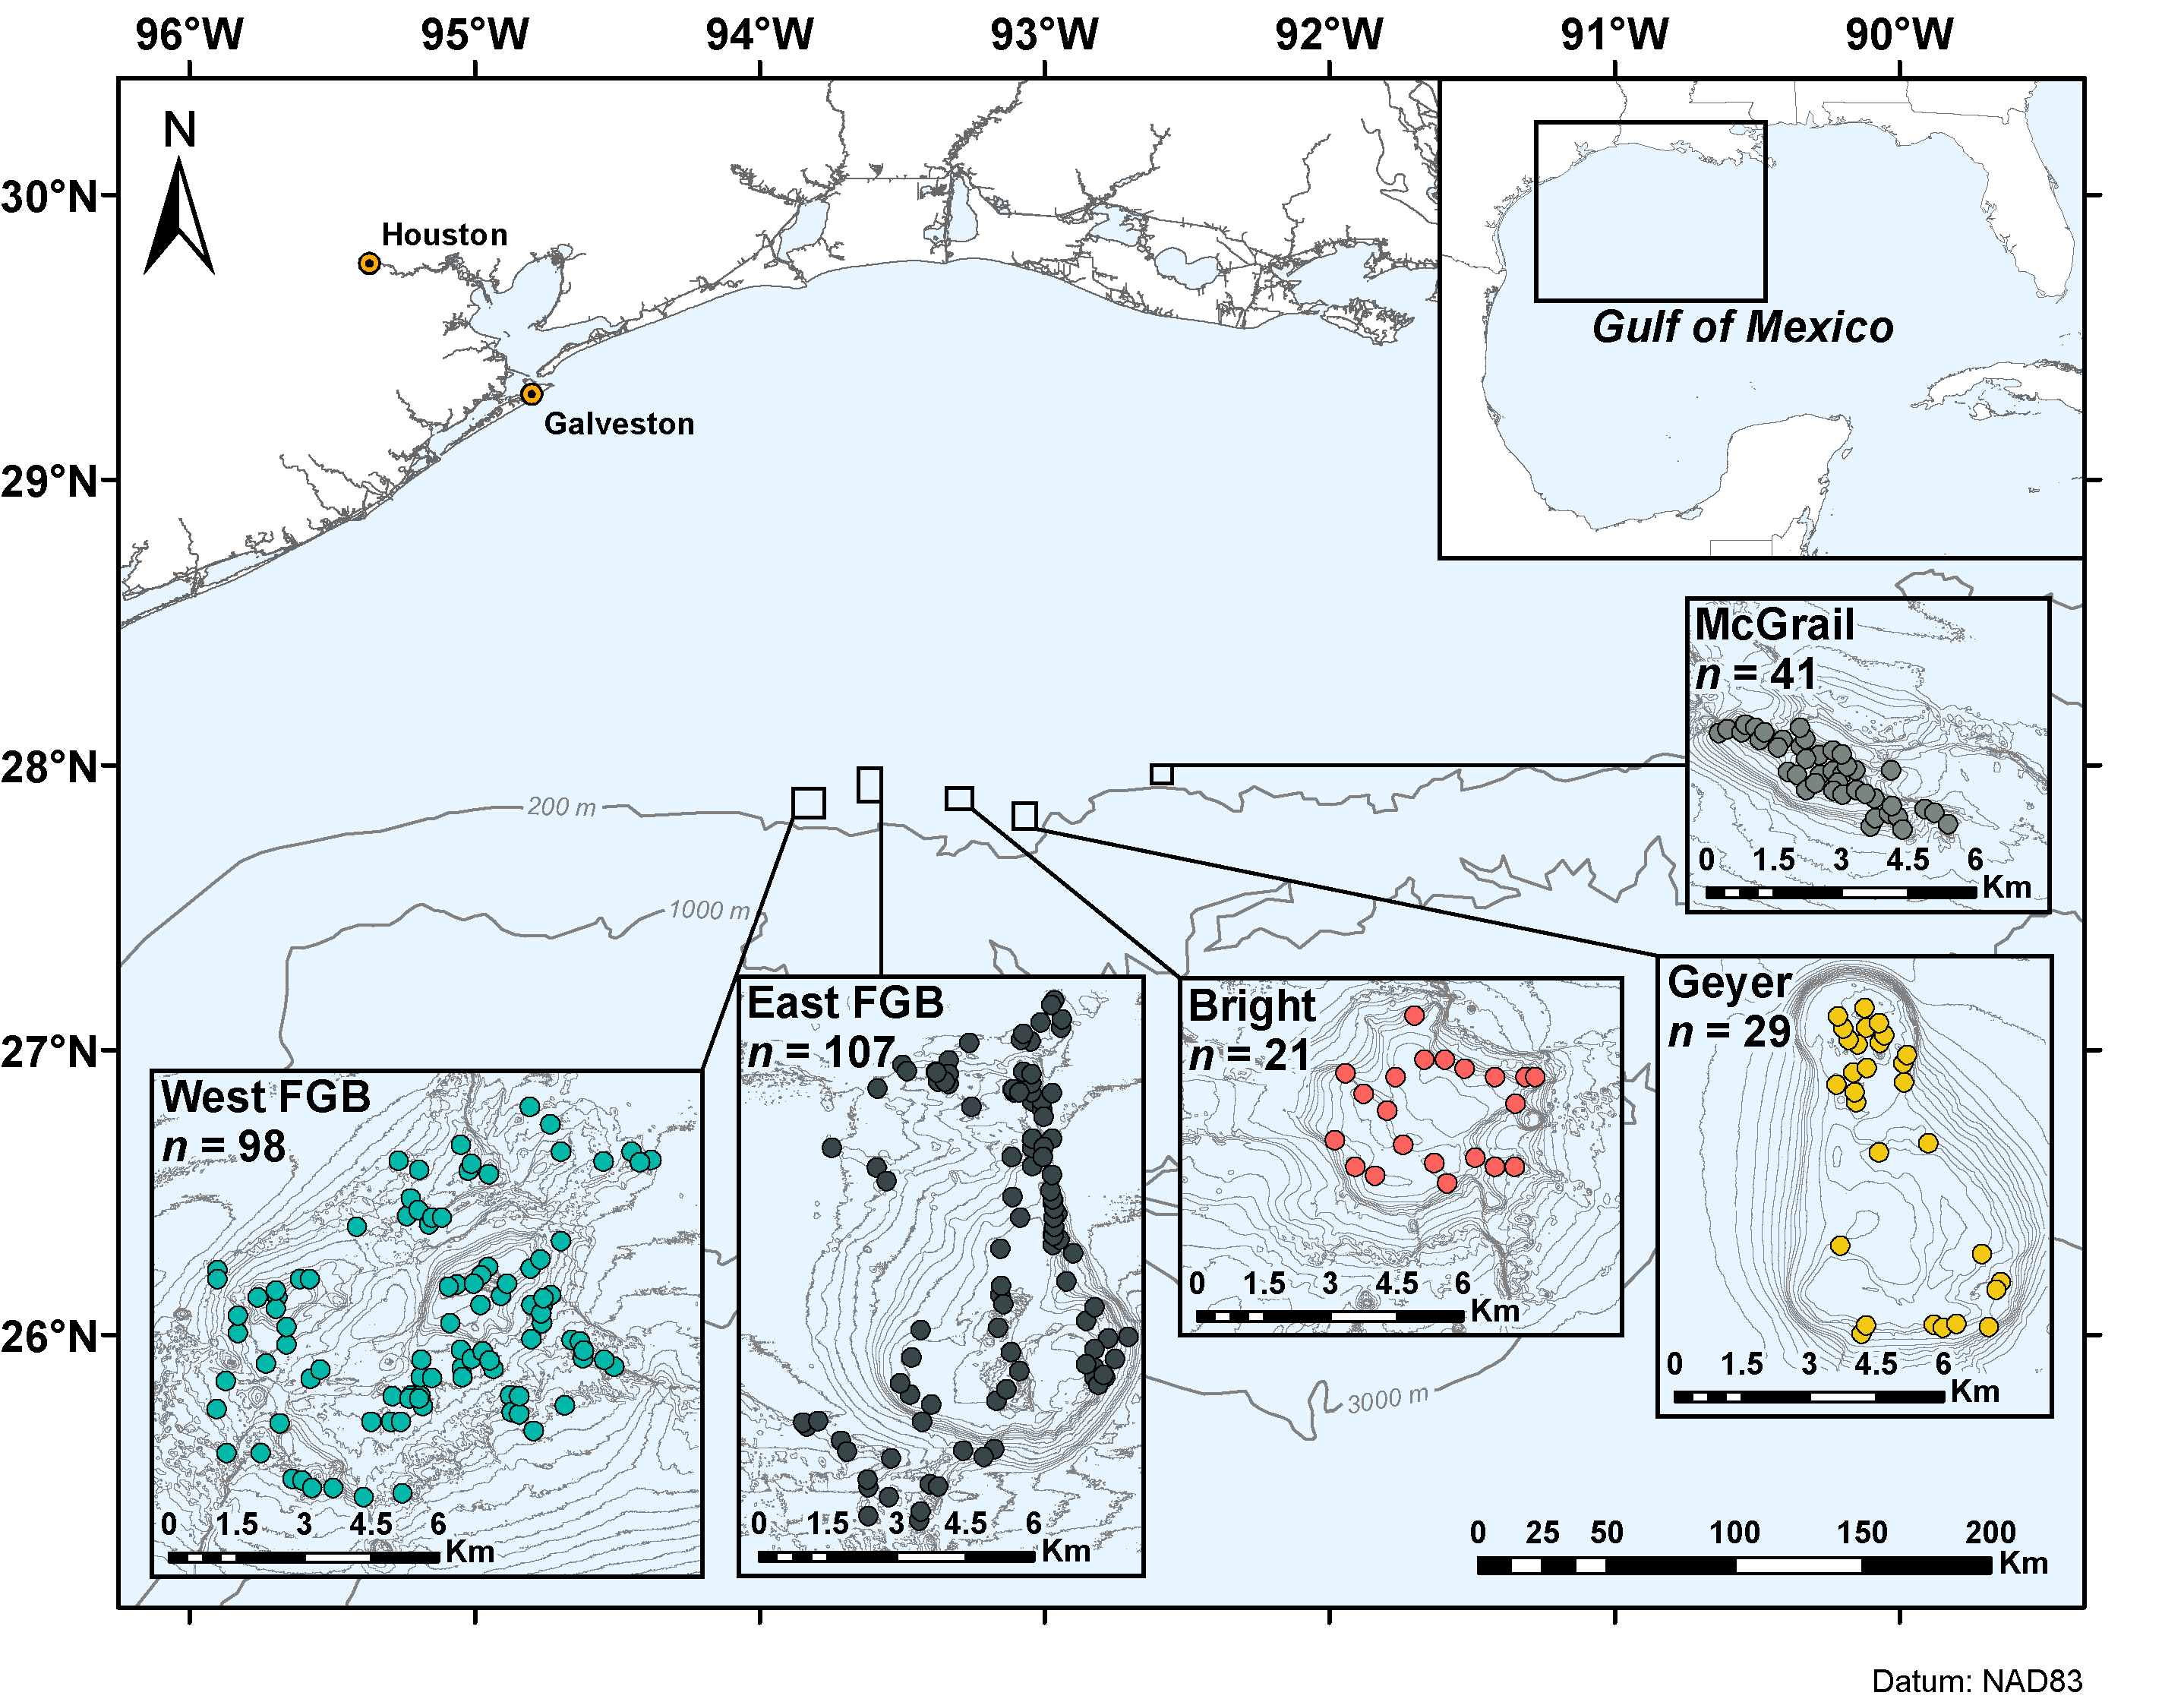 96°W 95°W 94°W 93°W 92°W 91°W 90°W
N
30°N
Houston
Gulf of Mexico
Galveston
29°N
McGrail
n = 41
28°N
200 m
0 1.5 3 4.5 6
Km
1000 m
Geyer
n = 29
East FGB
n = 107
Bright
n = 21
27°N
West FGB
n = 98
0 1.5 3 4.5 6
Km
26°N
0 1.5 3 4.5 6
Km
3000 m
0 1.5 3 4.5 6
Km
0 1.5 3 4.5 6
Km
0 25 50 100 150 200
Km
Datum: NAD83